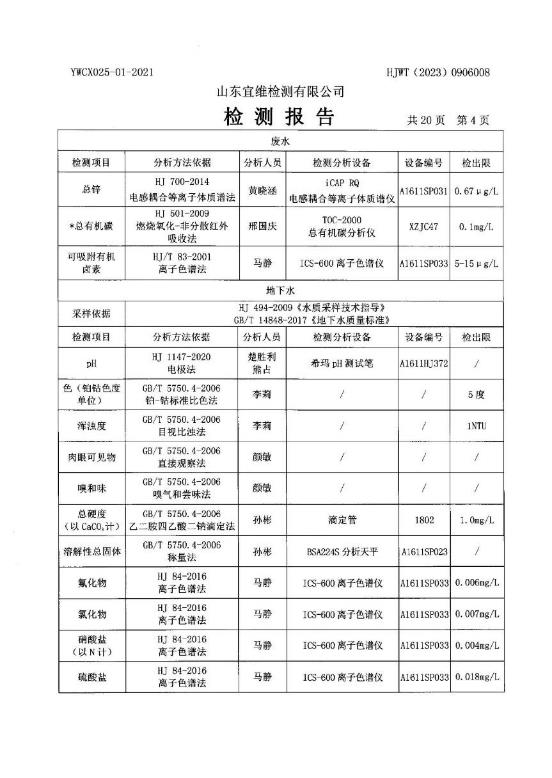 YWCX025-01-2021
HJWT（2023）0906008
山东宜维检测有限公司
检 测 报 告
共 20 页 第 4 页
废水
检测项目 分析方法依据 分析人员 检测分析设备 设备编号 检出限
总锌 HJ 700-2014 电感耦合等离子体质谱法 黄晓涵 iCAP RQ 电感耦合等离子体质谱仪 A1611SP031 0.67μg/L
*总有机碳 HJ 501-2009 燃烧氧化-非分散红外吸收法 邢国庆 TOC-2000 总有机碳分析仪 XZJC47 0.1mg/L
可吸附有机卤素 HJ/T 83-2001 离子色谱法 马静 ICS-600 离子色谱仪 A1611SP033 5-15μg/L
地下水
采样依据 HJ 494-2009《水质采样技术指导》
GB/T 14848-2017《地下水质量标准》
检测项目 分析方法依据 分析人员 检测分析设备 设备编号 检出限
pH HJ 1147-2020 电极法 楚胜利 熊占 希玛 pH 测试笔 A1611HJ372 /
色（铂钴色度单位） GB/T 5750.4-2006 铂-钴标准比色法 李莉 / / 5 度
浑浊度 GB/T 5750.4-2006 目视比浊法 李莉 / / 1NTU
肉眼可见物 GB/T 5750.4-2006 直接观察法 颜敏 / / /
嗅和味 GB/T 5750.4-2006 嗅气和尝味法 颜敏 / / /
总硬度（以 CaCO₃计） GB/T 5750.4-2006 乙二胺四乙酸二钠滴定法 孙彬 滴定管 1802 1.0mg/L
溶解性总固体 GB/T 5750.4-2006 称量法 孙彬 BSA224S 分析天平 A1611SP023 /
氟化物 HJ 84-2016 离子色谱法 马静 ICS-600 离子色谱仪 A1611SP033 0.006mg/L
氯化物 HJ 84-2016 离子色谱法 马静 ICS-600 离子色谱仪 A1611SP033 0.007mg/L
硝酸盐（以 N 计） HJ 84-2016 离子色谱法 马静 ICS-600 离子色谱仪 A1611SP033 0.004mg/L
硫酸盐 HJ 84-2016 离子色谱法 马静 ICS-600 离子色谱仪 A1611SP033 0.018mg/L